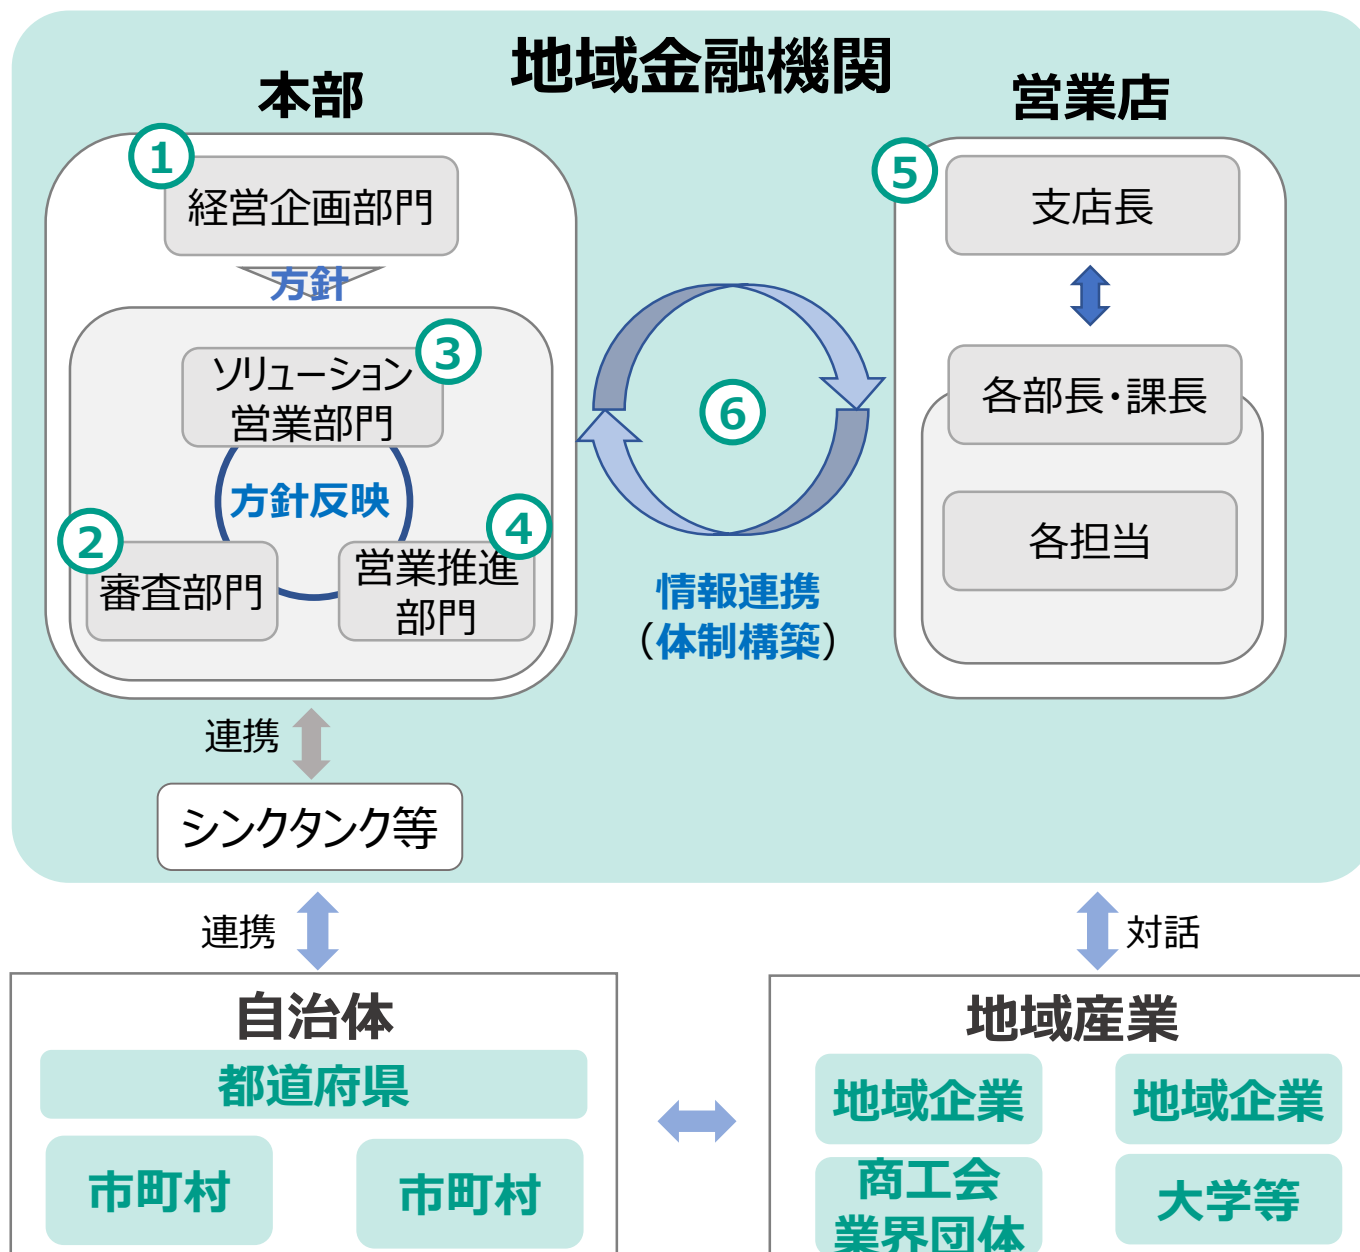 地域金融機関
本部
営業店
①
経営企画部門
方針
③
ソリューション
営業部門
方針反映
②
審査部門
④
営業推進
部門
⑥
情報連携
（体制構築）
⑤
支店長
各部長・課長
各担当
連携
シンクタンク等
連携
対話
自治体
都道府県
市町村
市町村
地域産業
地域企業
地域企業
商工会
業界団体
大学等